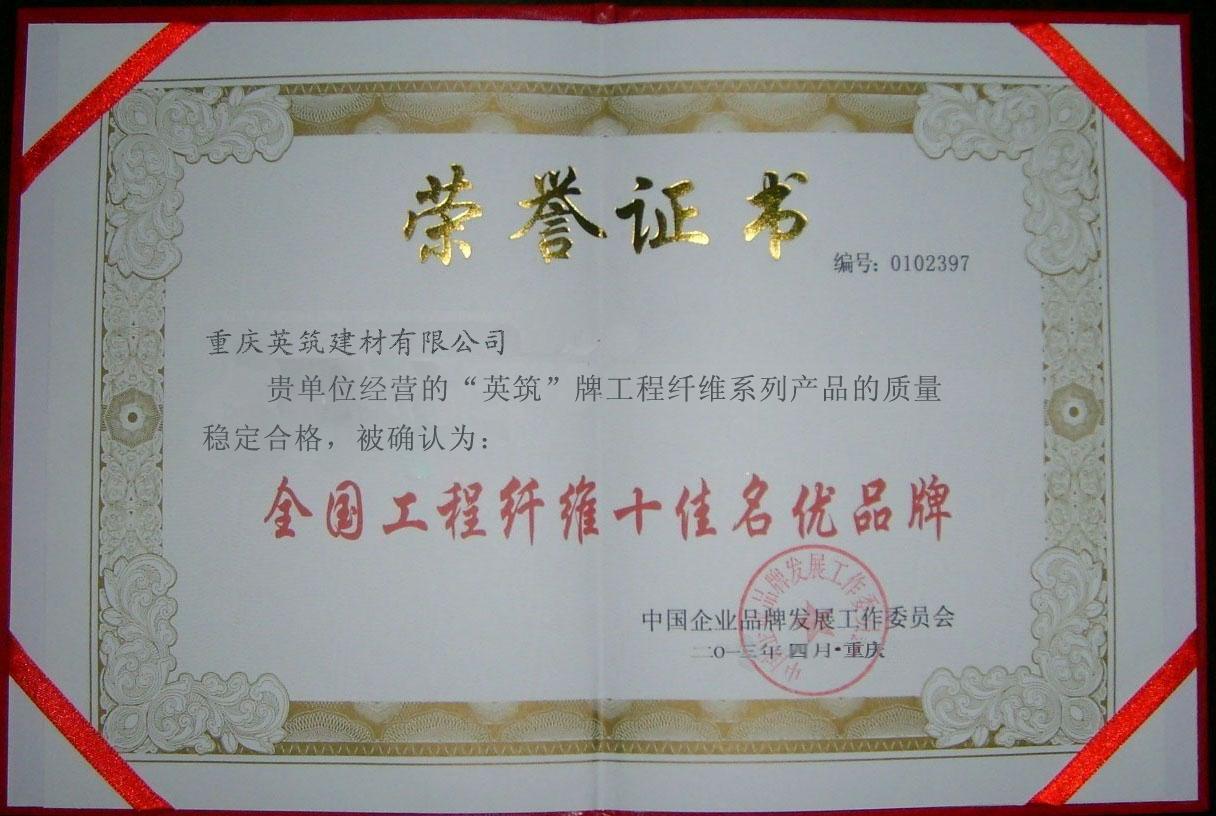 荣誉证书
编号：0102397
重庆英筑建材有限公司
贵单位经营的“英筑”牌工程纤维系列产品的质量
稳定合格，被确认为：
全国工程纤维十佳名优品牌
中国企业品牌发展工作委员会
二〇一三年四月·重庆